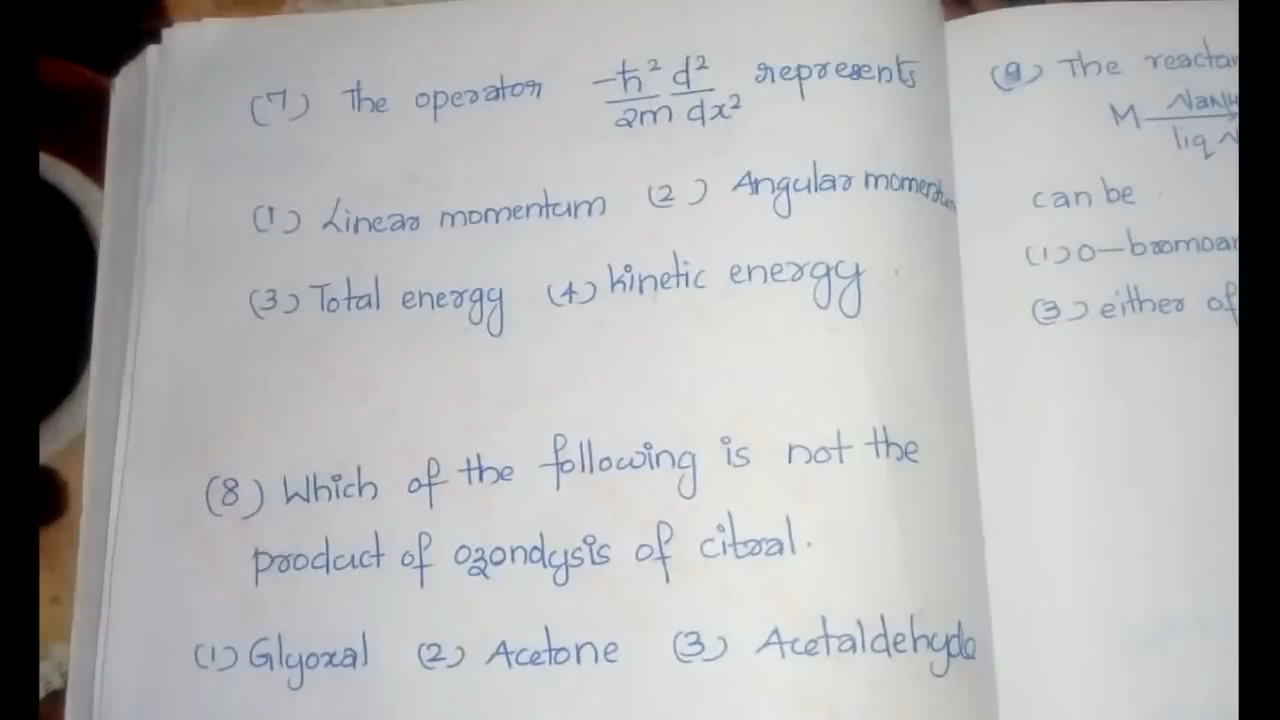 (7) The operator -ħ²/2m d²/dx² represents
(1) Linear momentum (2) Angular momentum
(3) Total energy (4) Kinetic energy
(8) Which of the following is not the
product of ozonolysis of citral.
(1) Glyoxal (2) Acetone (3) Acetaldehyde
(9) The
M
liq
can be
(1) o-
(3) either of